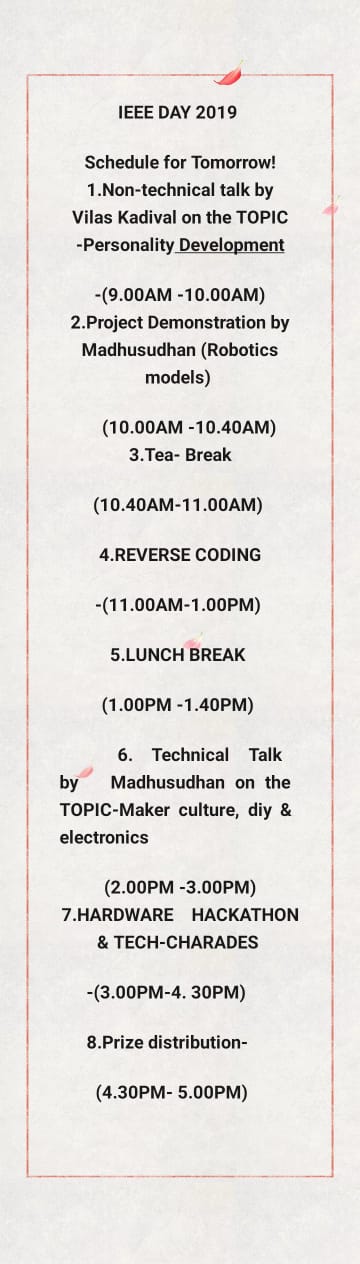 IEEE DAY 2019
Schedule for Tomorrow!
1.Non-technical talk by
Vilas Kadival on the TOPIC
-Personality Development
-(9.00AM -10.00AM)
2.Project Demonstration by
Madhusudhan (Robotics
models)
(10.00AM -10.40AM)
3.Tea- Break
(10.40AM-11.00AM)
4.REVERSE CODING
-(11.00AM-1.00PM)
5.LUNCH BREAK
(1.00PM -1.40PM)
6. Technical Talk
by Madhusudhan on the
TOPIC-Maker culture, diy &
electronics
(2.00PM -3.00PM)
7.HARDWARE HACKATHON
& TECH-CHARADES
-(3.00PM-4. 30PM)
8.Prize distribution-
(4.30PM- 5.00PM)